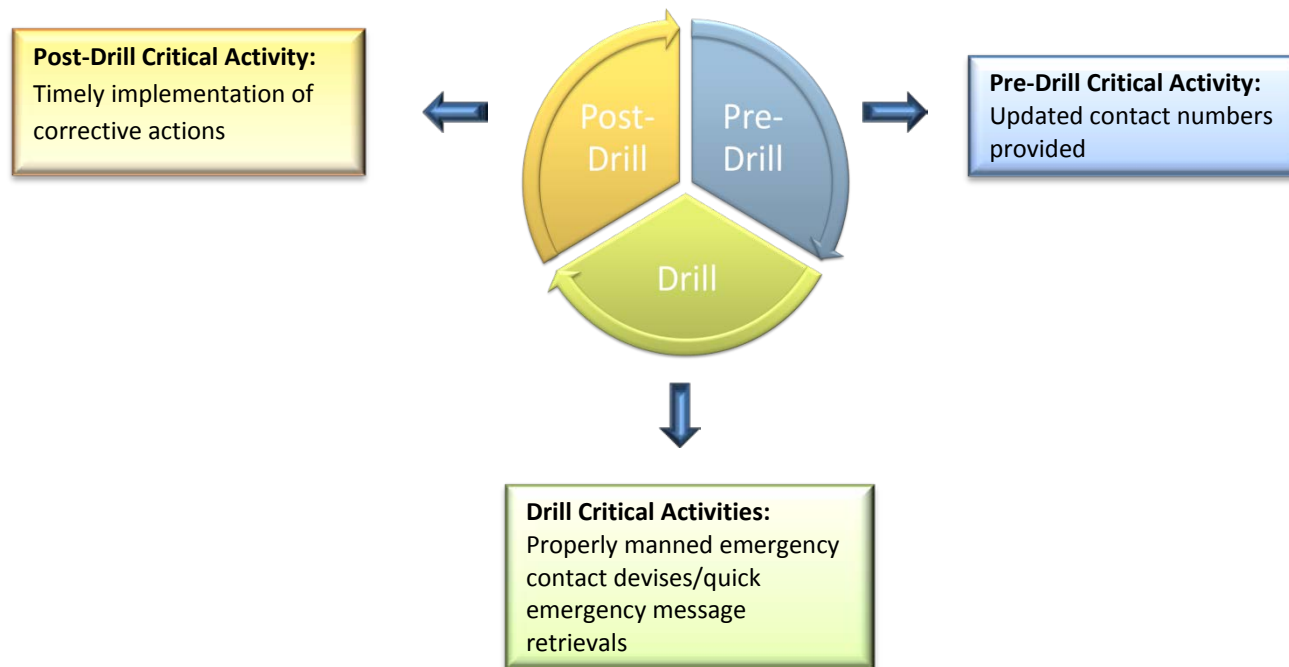 Post-Drill Critical Activity:
Timely implementation of
corrective actions
Post-
Drill
Pre-
Drill
Drill
Pre-Drill Critical Activity:
Updated contact numbers
provided
Drill Critical Activities:
Properly manned emergency
contact devises/quick
emergency message
retrievals